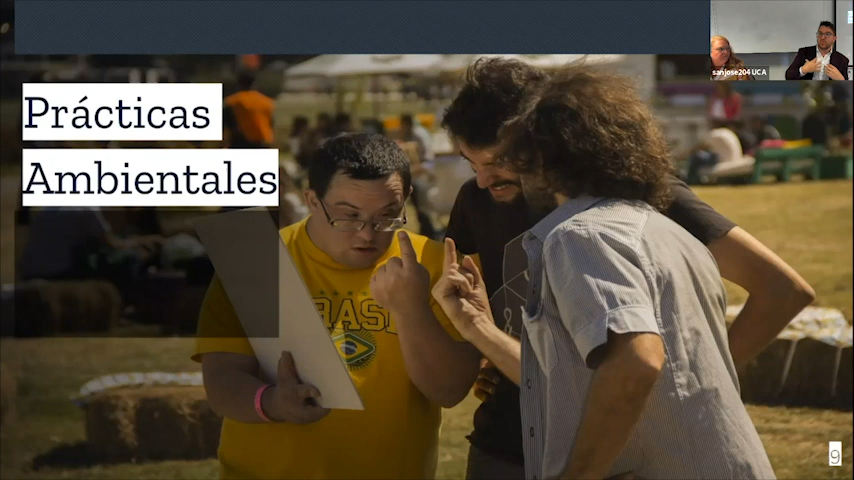 sanjose204 UCA
Prácticas
Ambientales
BRASIL
9